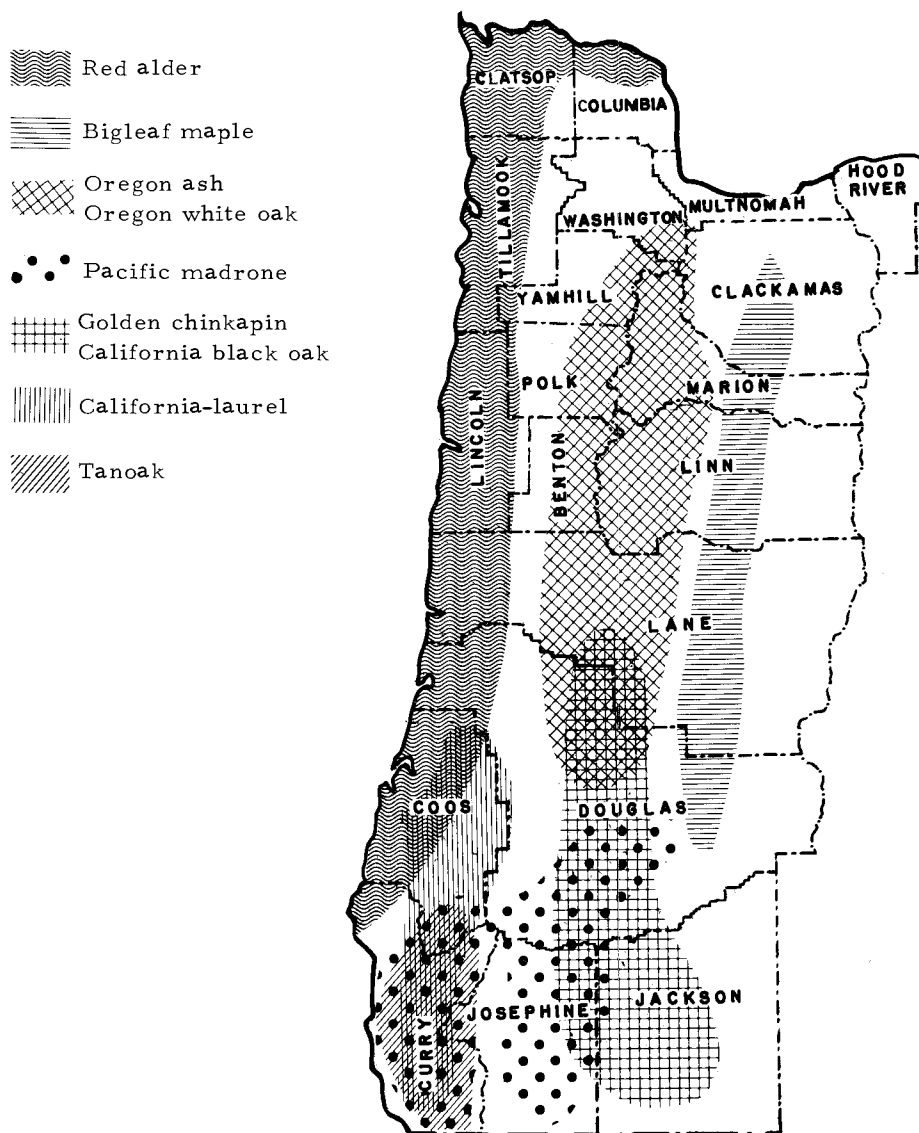 Red alder
Bigleaf maple
Oregon ash
Oregon white oak
Pacific madrone
Golden chinkapin
California black oak
California-laurel
Tanoak
CLATSOP
COLUMBIA
TILLAMOOK
WASHINGTON
MULTNOMAH
HOOD
RIVER
YAMHILL
CLACKAMAS
POLK
MARION
LINCOLN
BENTON
LINN
LANE
COOS
DOUGLAS
CURRY
JOSEPHINE
JACKSON